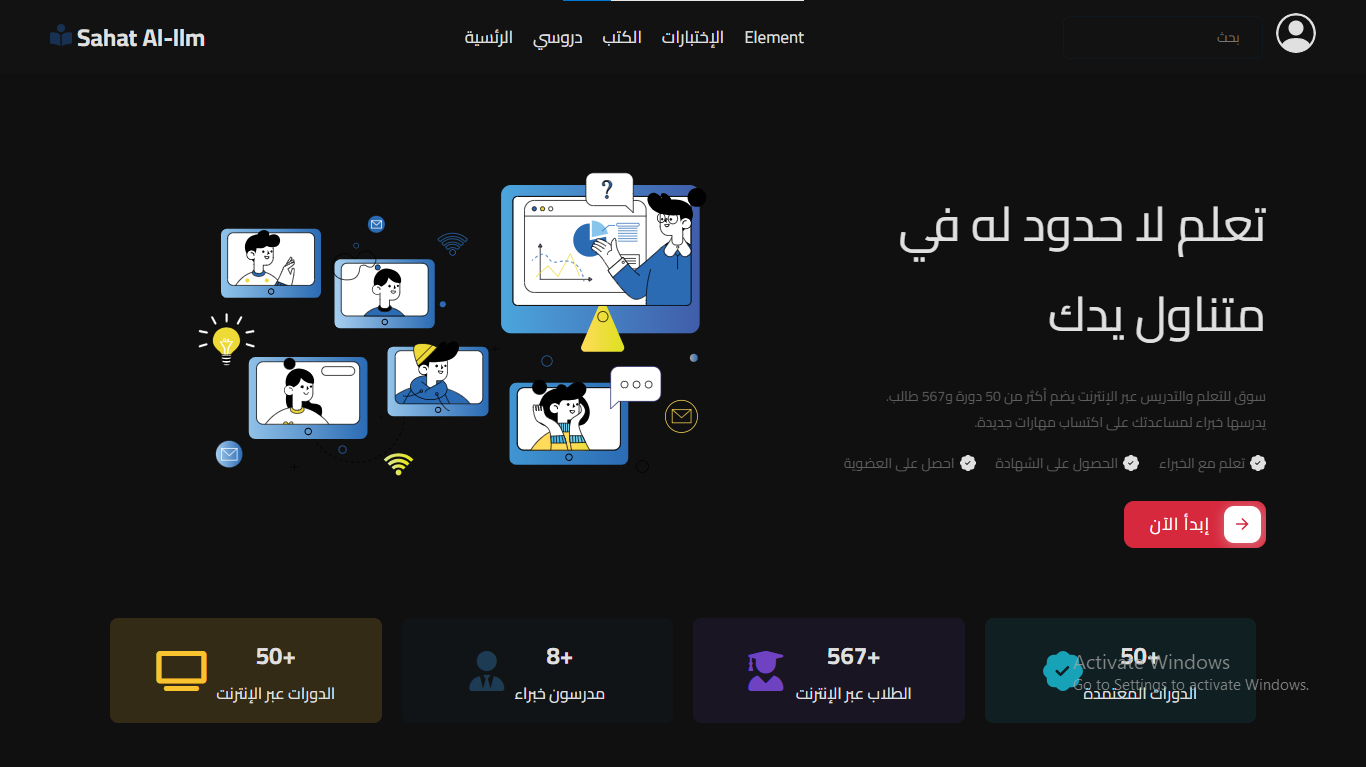 Sahat Al-Ilm
الرئسية
دروسي
الكتب
الإختبارات
Element
بحث
تعلم لا حدود له في
متناول يدك
سوق للتعلم والتدريس عبر الإنترنت يضم أكثر من 50 دورة و567 طالب.
يدرسها خبراء لمساعدتك على اكتساب مهارات جديدة.
تعلم مع الخبراء
الحصول على الشهادة
احصل على العضوية
إبدأ الآن
?
50+
الدورات المعتمدة
567+
الطلاب عبر الإنترنت
8+
مدرسون خبراء
50+
الدورات عبر الإنترنت
Activate Windows
Go to Settings to activate Windows.